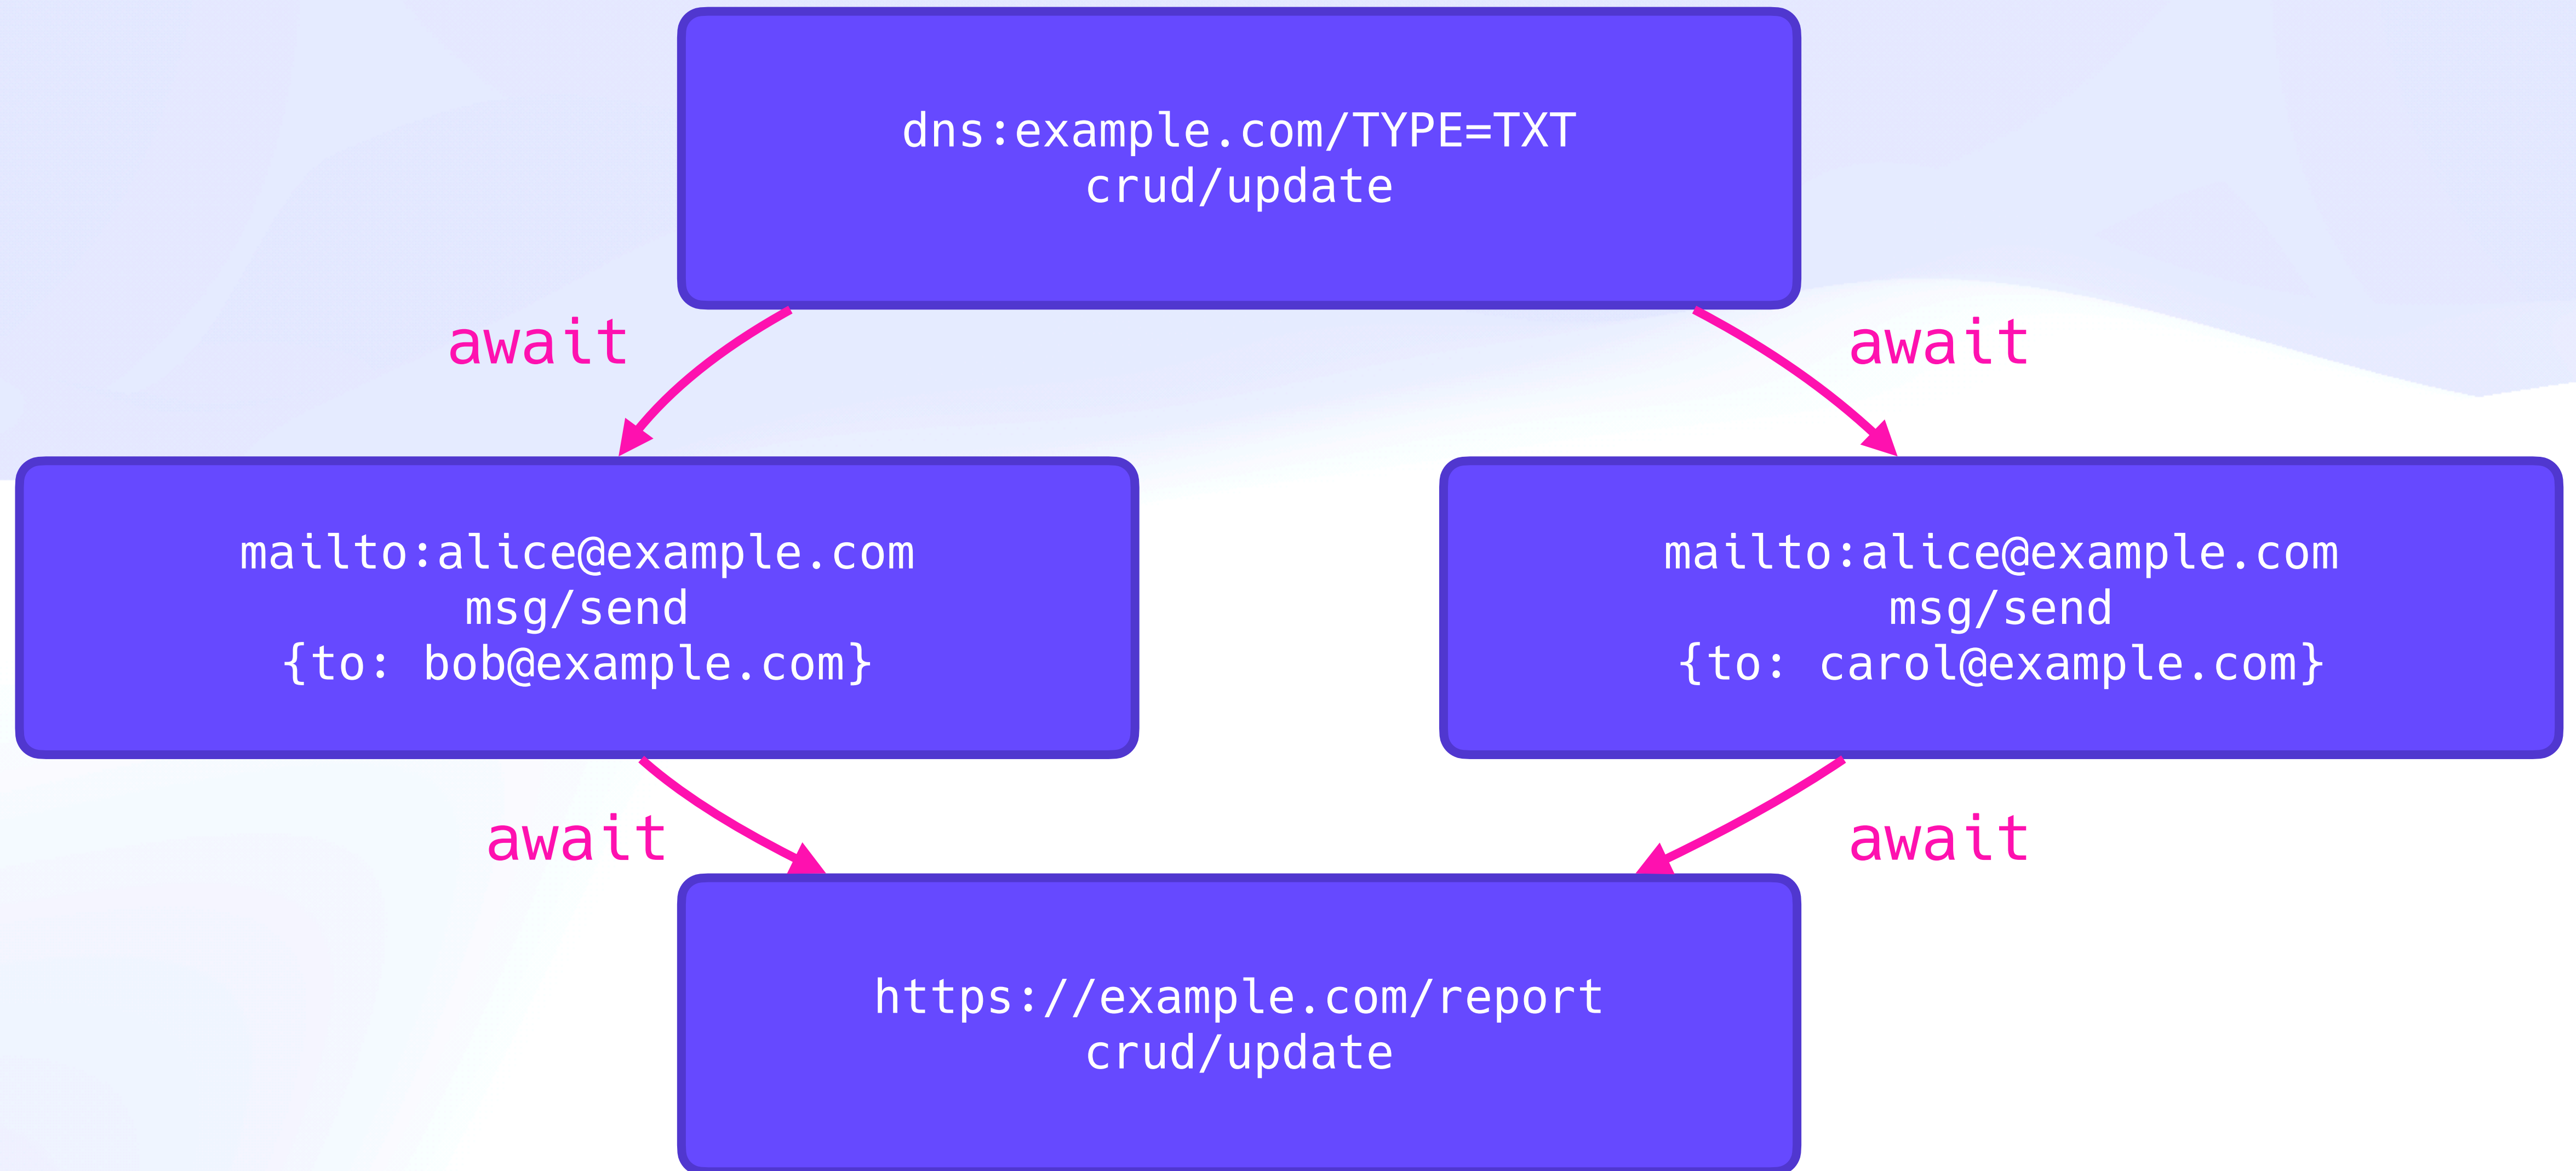 dns:example.com/TYPE=TXT
crud/update
await
await
mailto:alice@example.com
msg/send
{to: bob@example.com}
mailto:alice@example.com
msg/send
{to: carol@example.com}
await
await
https://example.com/report
crud/update